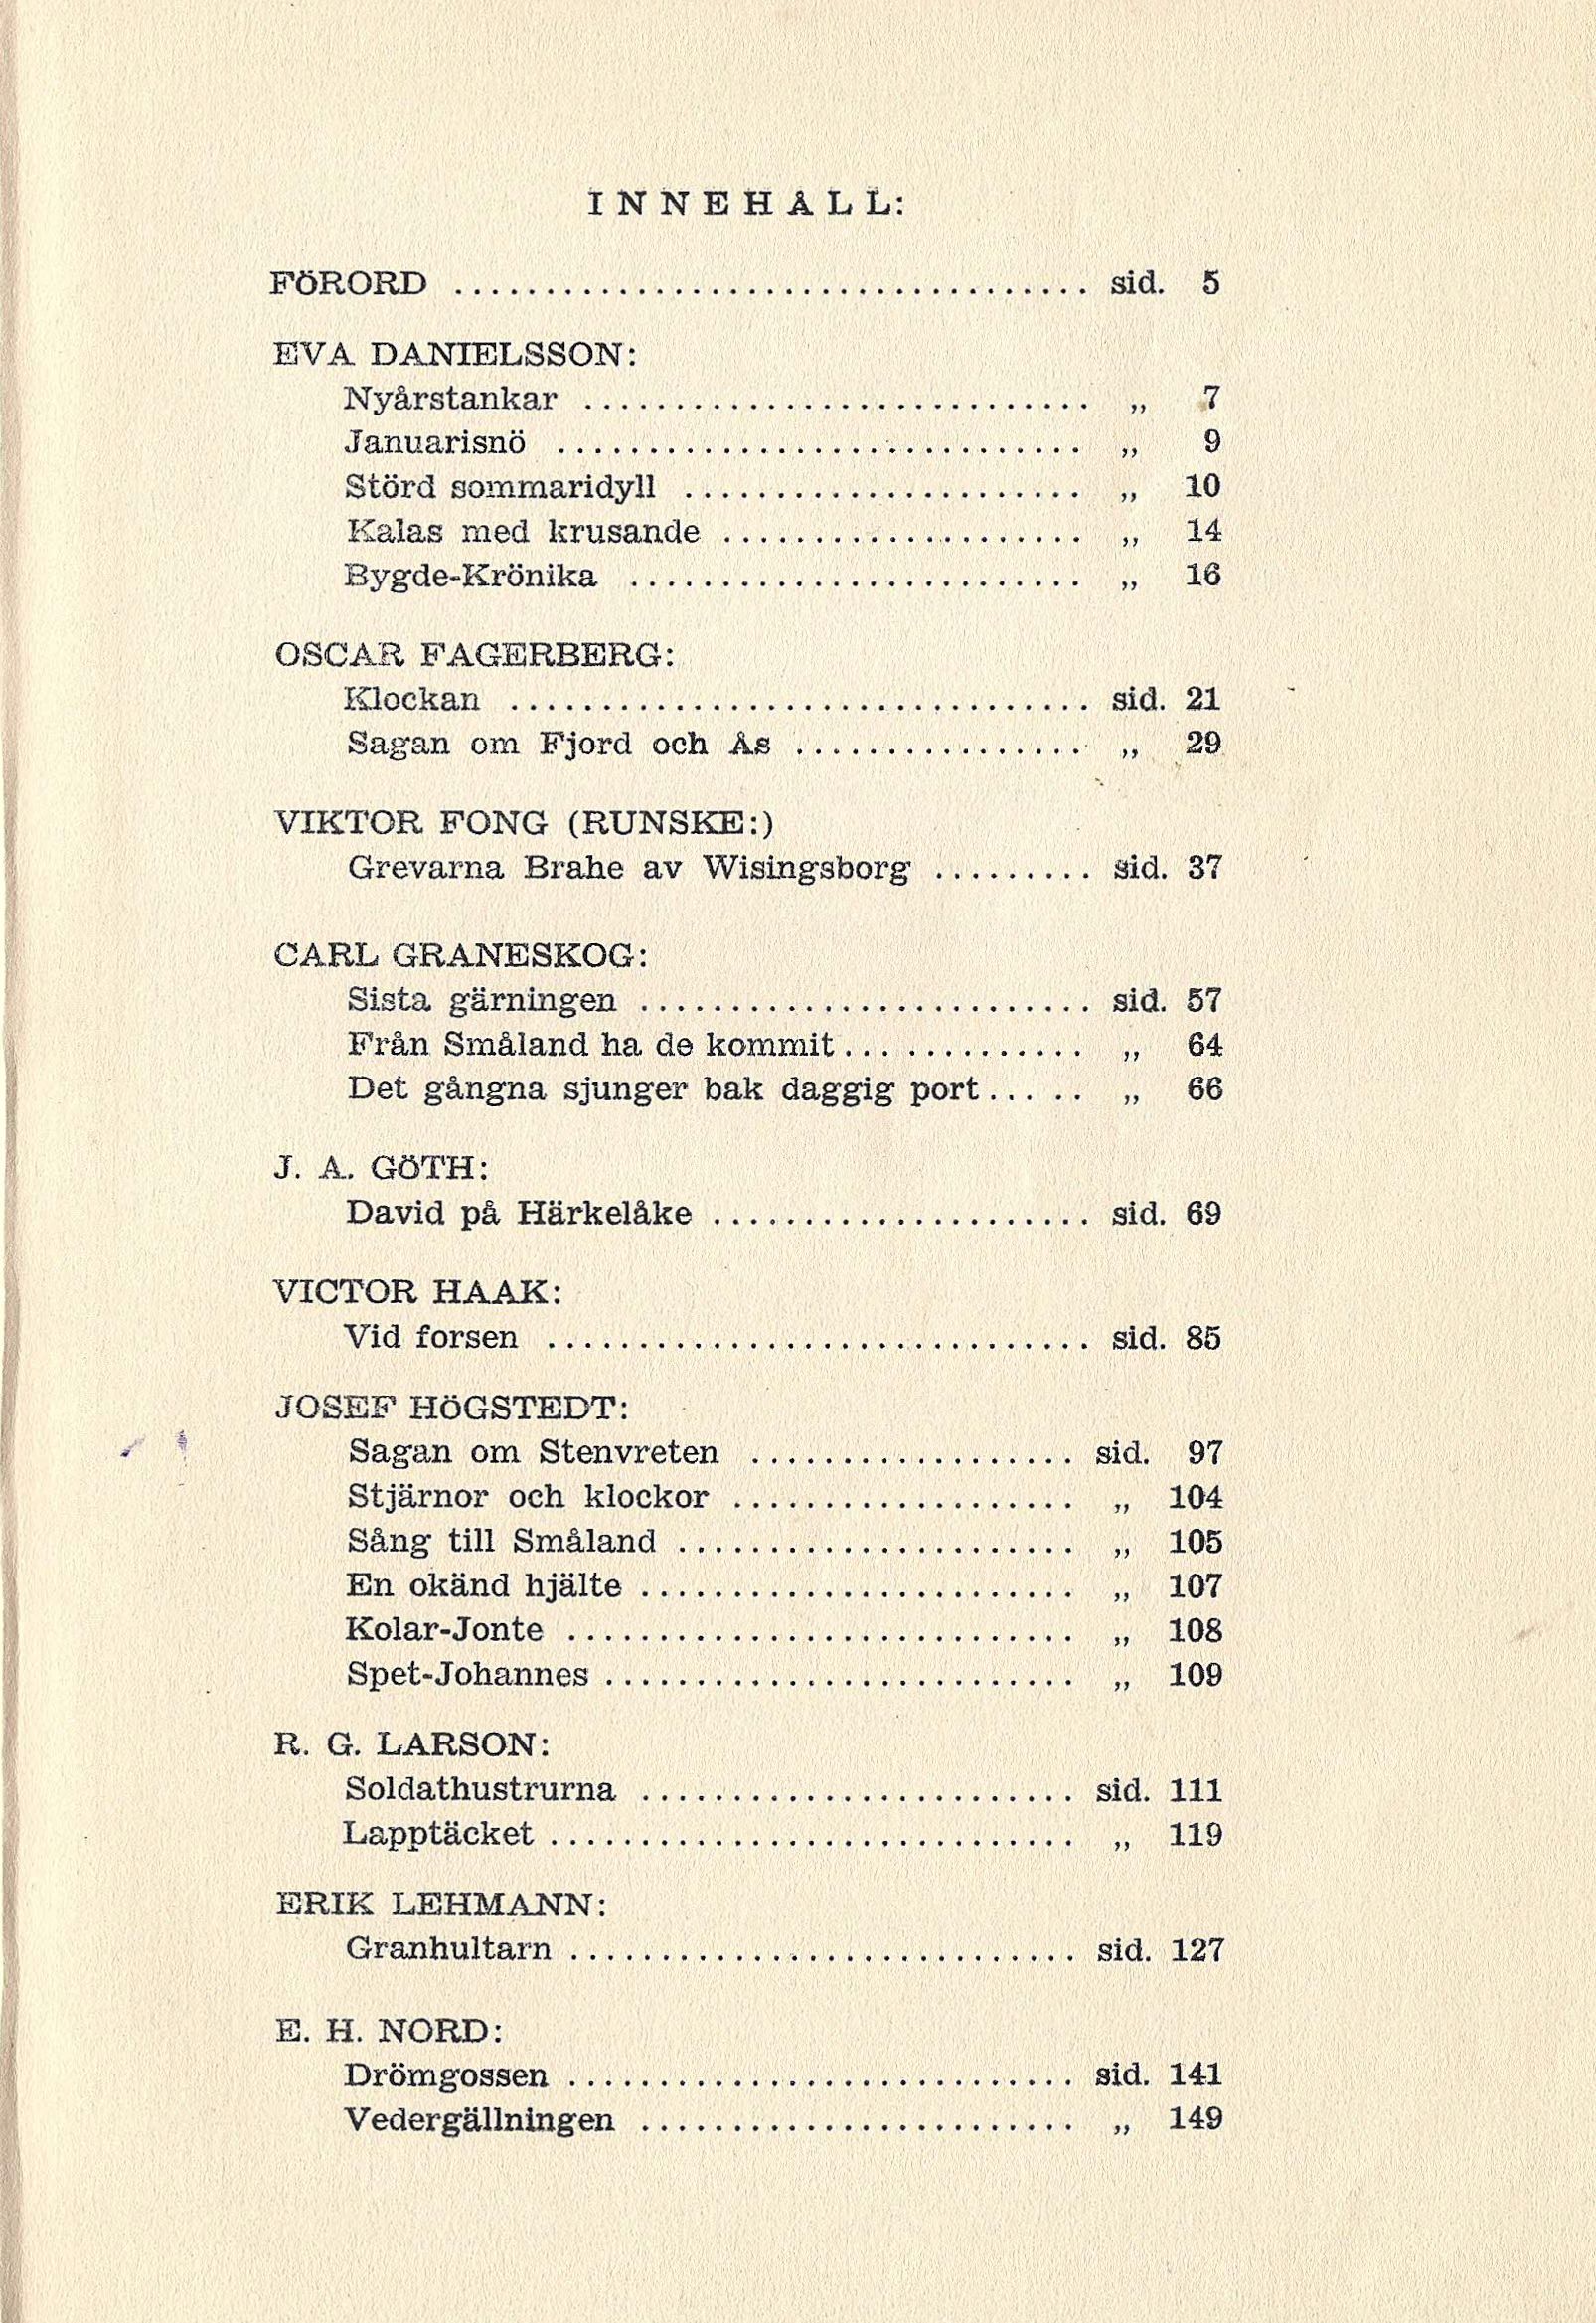 INNEHÅLL:
FÖRORD ................................... sid. 5
EVA DANIELSSON:
Nyårstankar ............................ „ 7
Januarisnö ............................. „ 9
Störd sommaridyll ...................... „ 10
Kalas med krusande .................... „ 14
Bygde-Krönika ......................... „ 16
OSCAR FAGERBERG:
Klockan ................................ sid. 21
Sagan om Fjord och Ås ................ „ 29
VIKTOR FONG (RUNSKE:)
Grevarna Brahe av Wisingsborg ......... sid. 37
CARL GRANESKOG:
Sista gärningen ......................... sid. 57
Från Småland ha de kommit ............. „ 64
Det gångna sjunger bak daggig port ..... „ 66
J. A. GÖTH:
David på Härkelåke ..................... sid. 69
VICTOR HAAK:
Vid forsen .............................. sid. 85
JOSEF HÖGSTEDT:
Sagan om Stenvreten .................. sid. 97
Stjärnor och klockor ................... „ 104
Sång till Småland ...................... „ 105
En okänd hjälte ........................ „ 107
Kolar-Jonte ............................ „ 108
Spet-Johannes .......................... „ 109
R. G. LARSON:
Soldathustrurna ........................ sid. 111
Lapptäcket ............................. „ 119
ERIK LEHMANN:
Granhultarn ............................ sid. 127
E. H. NORD:
Drömgossen ............................ sid. 141
Vedergällningen ........................ „ 149